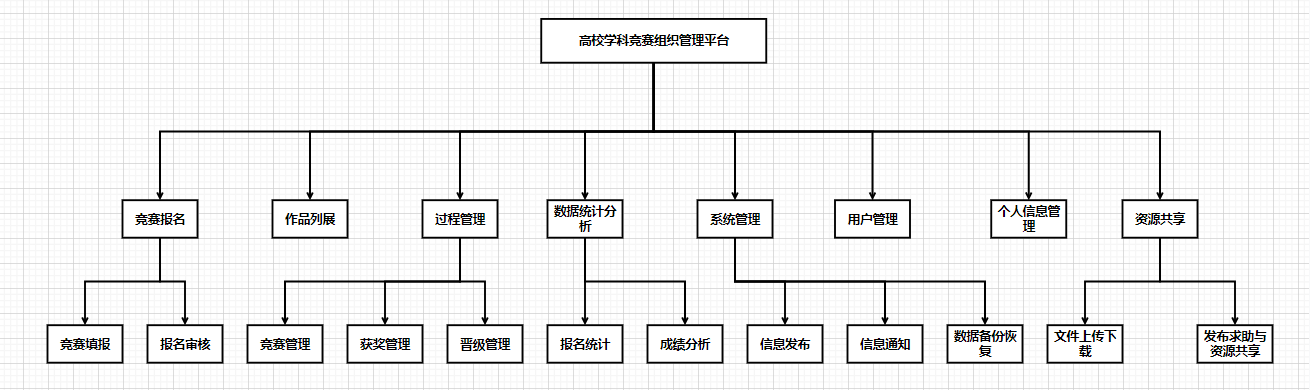 高校学科竞赛组织管理平台
竞赛报名
作品列展
过程管理
数据统计分
析
系统管理
用户管理
个人信息管
理
资源共享
竞赛填报
报名审核
竞赛管理
获奖管理
晋级管理
报名统计
成绩分析
信息发布
信息通知
数据备份恢
复
文件上传下
载
发布求助与
资源共享